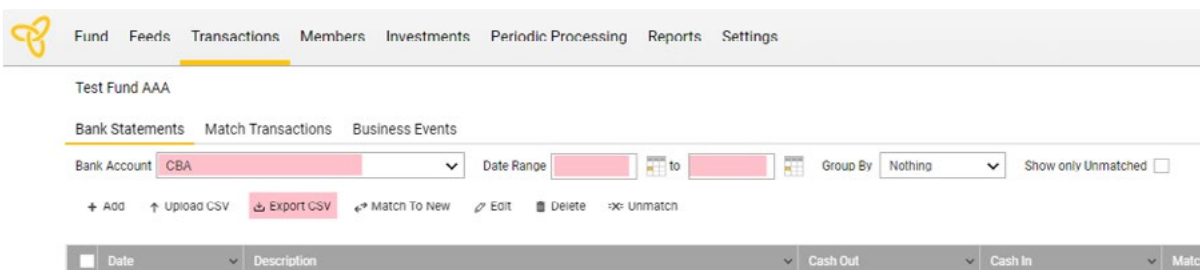 Fund Feeds Transactions Members Investments Periodic Processing Reports Settings
Test Fund AAA
Bank Statements Match Transactions Business Events
Bank Account CBA Date Range to Group By Nothing Show only Unmatched
+ Add Upload CSV Export CSV Match To New Edit Delete Unmatch
Date Description Cash Out Cash In Matc